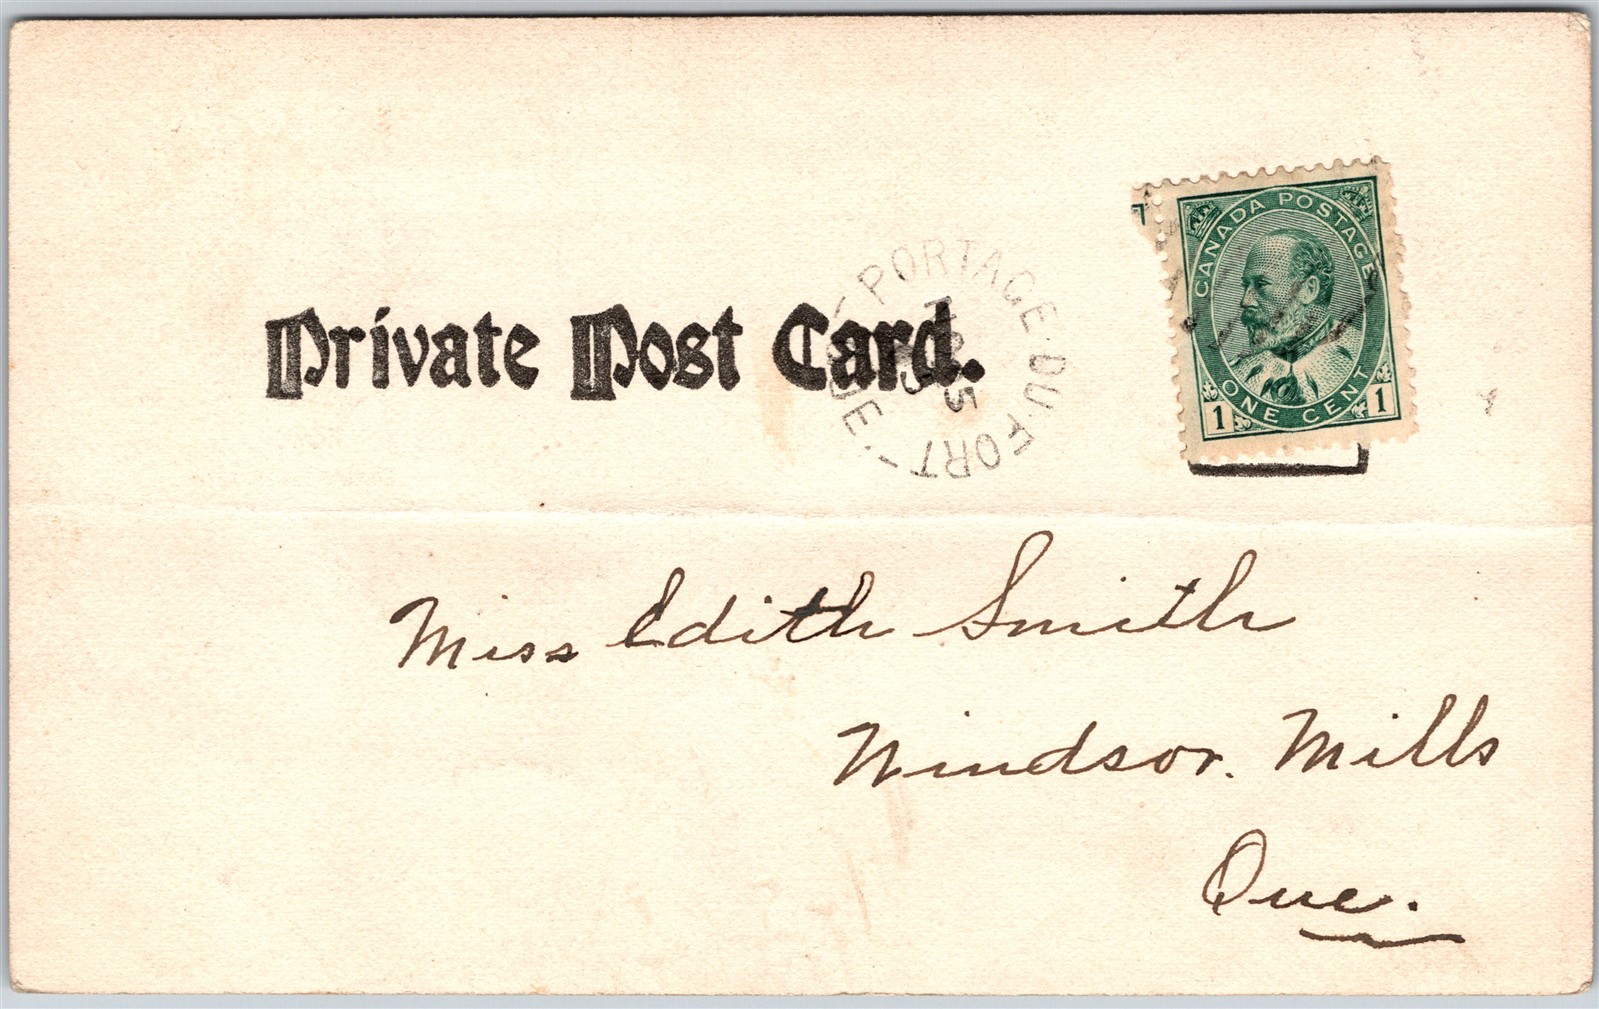 CANADA POSTAGE
ONE CENT
1 1
Private Post Card.
PORTAGE·DU·FORT
QUE.
Miss Edith Smith
Windsor. Mills
Que.